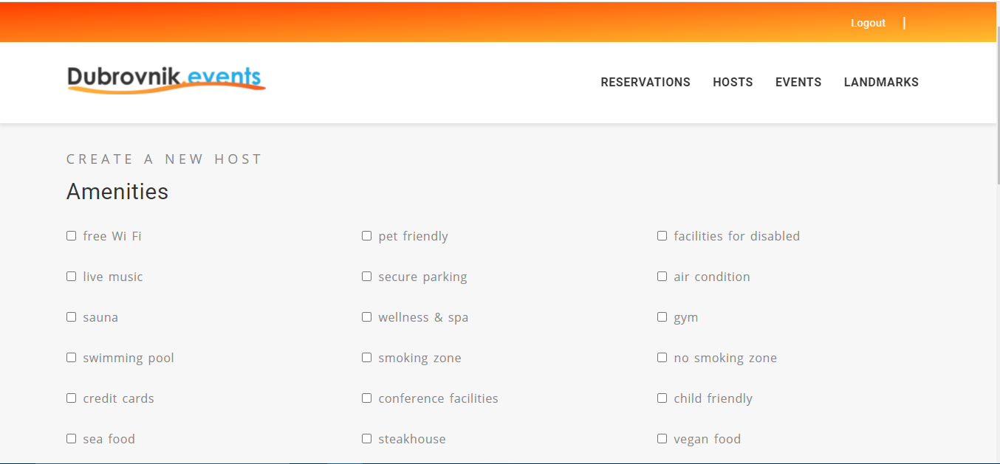 Logout |
Dubrovnik.events
RESERVATIONS HOSTS EVENTS LANDMARKS
CREATE A NEW HOST
Amenities
free Wi Fi pet friendly facilities for disabled
live music secure parking air condition
sauna wellness & spa gym
swimming pool smoking zone no smoking zone
credit cards conference facilities child friendly
sea food steakhouse vegan food